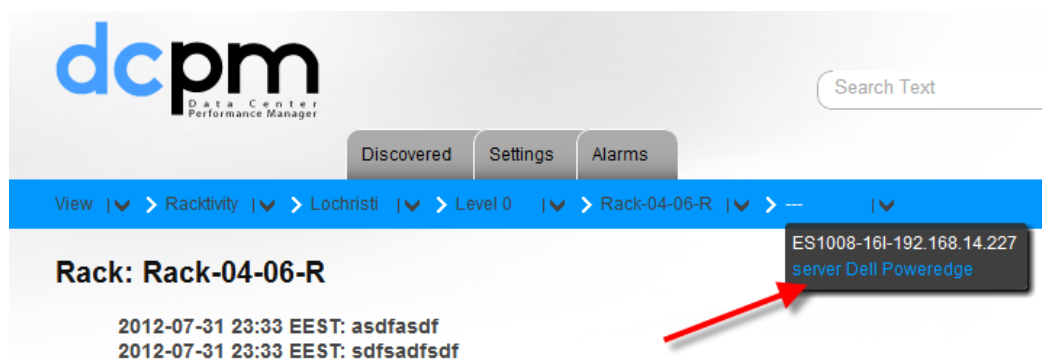 dcpm
Data Center
Performance Manager
Search Text
Discovered Settings Alarms
View | Racktivity | Lochristi | Level 0 | Rack-04-06-R | --- |
ES1008-16I-192.168.14.227
server Dell Poweredge
Rack: Rack-04-06-R
2012-07-31 23:33 EEST: asdfasdf
2012-07-31 23:33 EEST: sdfsadfsdf